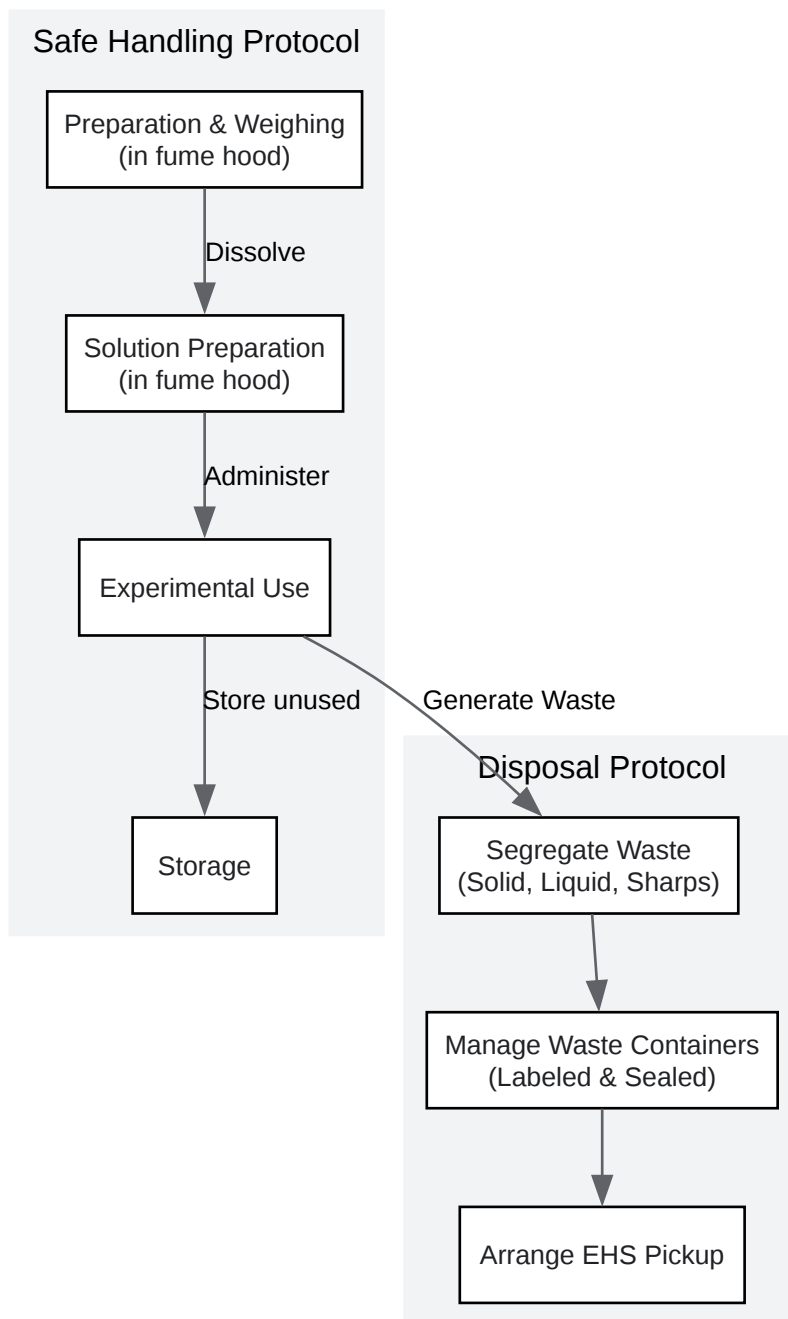 Safe Handling Protocol
Preparation & Weighing
(in fume hood)
Dissolve
Solution Preparation
(in fume hood)
Administer
Experimental Use
Store unused
Generate Waste
Storage
Disposal Protocol
Segregate Waste
(Solid, Liquid, Sharps)
Manage Waste Containers
(Labeled & Sealed)
Arrange EHS Pickup